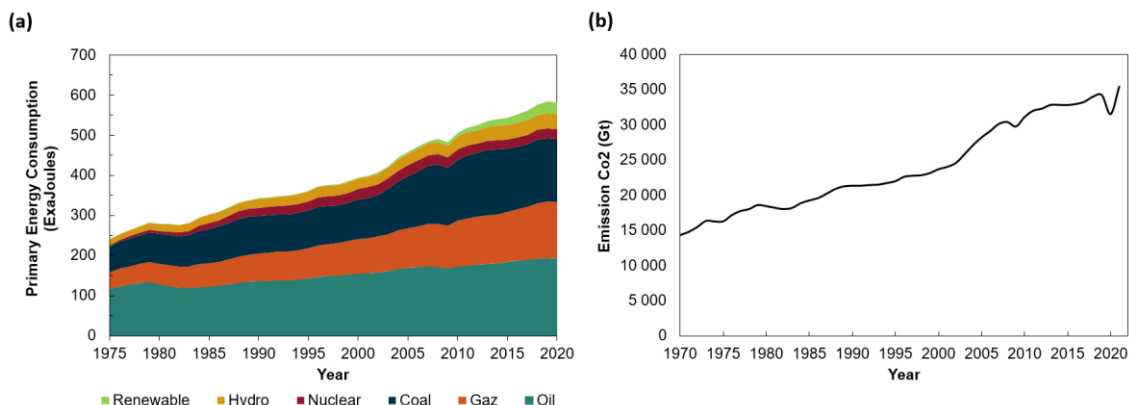 (a)
Primary Energy Consumption
(ExaJoules)
700
600
500
400
300
200
100
0
1975 1980 1985 1990 1995 2000 2005 2010 2015 2020
Year
Renewable Hydro Nuclear Coal Gaz Oil
(b)
Emission Co2 (Gt)
40 000
35 000
30 000
25 000
20 000
15 000
10 000
5 000
0
1970 1975 1980 1985 1990 1995 2000 2005 2010 2015 2020
Year